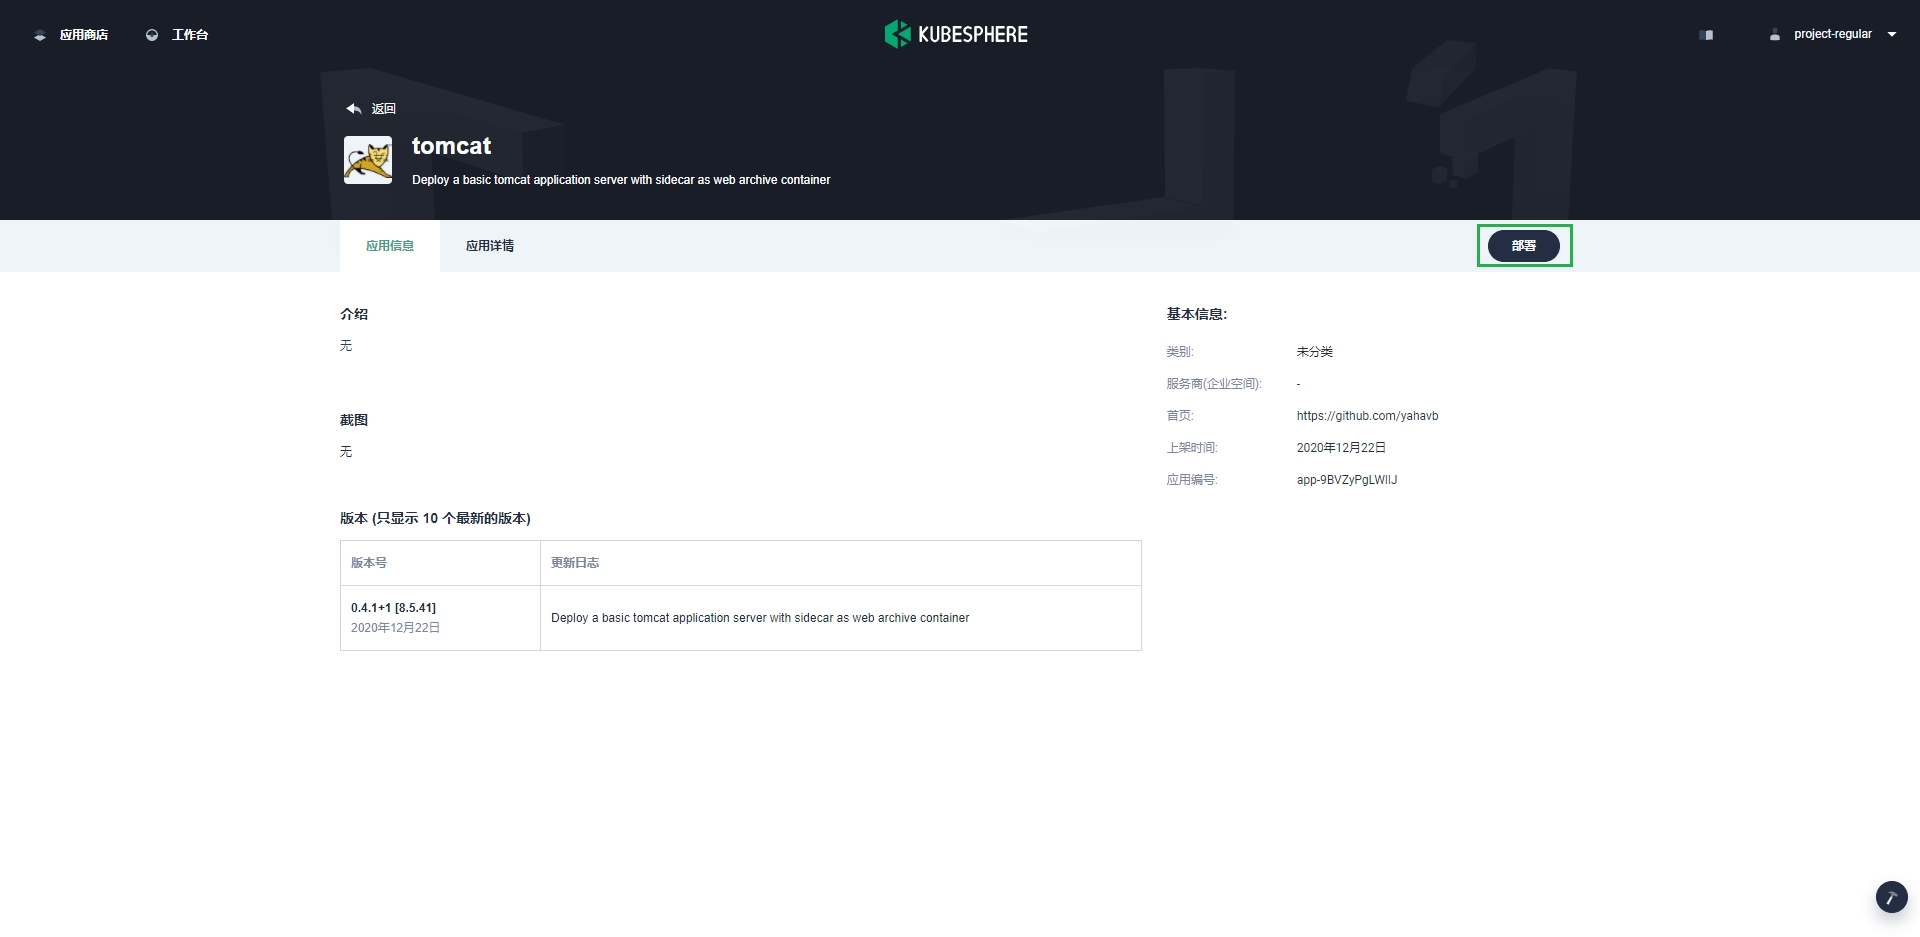 应用商店
工作台
KUBESPHERE
project-regular
返回
tomcat
Deploy a basic tomcat application server with sidecar as web archive container
应用信息
应用详情
部署
介绍
无
截图
无
版本 (只显示 10 个最新的版本)
版本号
更新日志
0.4.1+1 [8.5.41]
2020年12月22日
Deploy a basic tomcat application server with sidecar as web archive container
基本信息:
类别: 未分类
服务商(企业空间): -
首页: https://github.com/yahavb
上架时间: 2020年12月22日
应用编号: